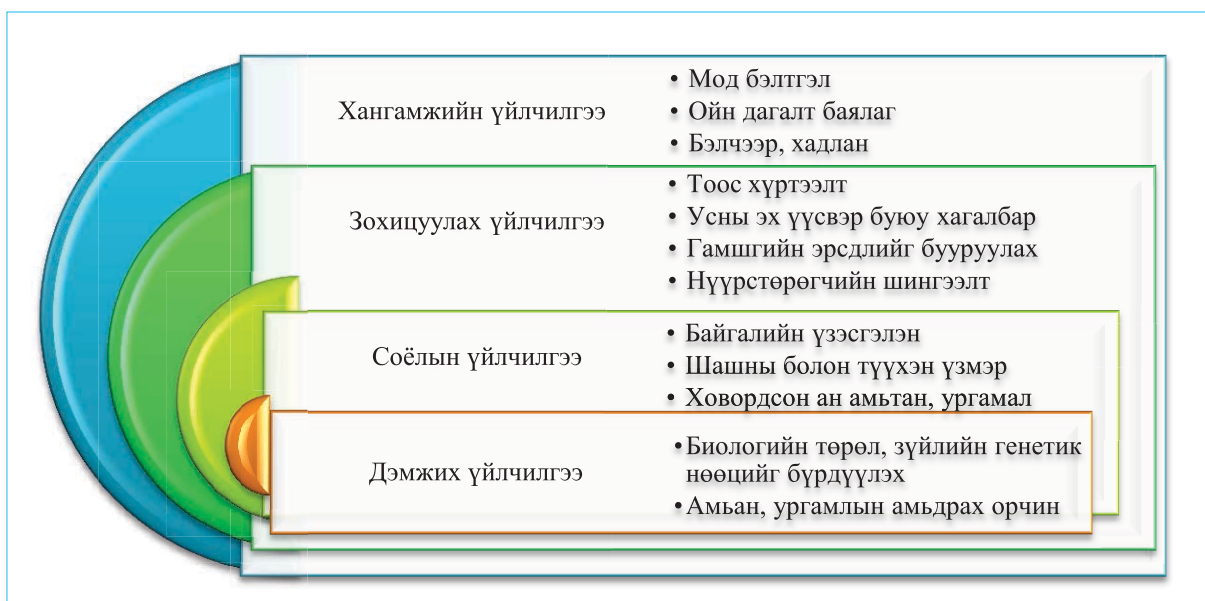 Хангамжийн үйлчилгээ
• Мод бэлтгэл
• Ойн дагалт баялаг
• Бэлчээр, хадлан
Зохицуулах үйлчилгээ
• Тоос хүртээлт
• Усны эх үүсвэр буюу хагалбар
• Гамшгийн эрсдлийг бууруулах
• Нүүрстөрөгчийн шингээлт
Соёлын үйлчилгээ
• Байгалийн үзэсгэлэн
• Шашны болон түүхэн үзмэр
• Ховордсон ан амьтан, ургамал
Дэмжих үйлчилгээ
• Биологийн төрөл, зүйлийн генетик
нөөцийг бүрдүүлэх
• Амьан, ургамлын амьдрах орчин